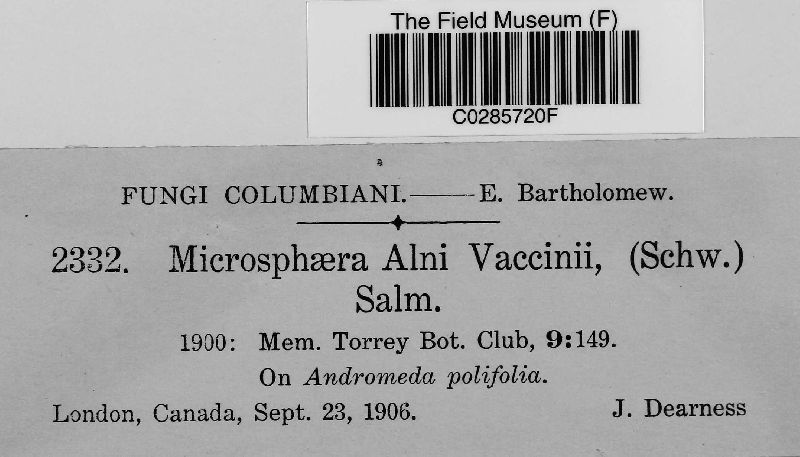 The Field Museum (F)
C0285720F
FUNGI COLUMBIANI.——E. Bartholomew.
2332. Microsphæra Alni Vaccinii, (Schw.)
Salm.
1900: Mem. Torrey Bot. Club, 9:149.
On Andromeda polifolia.
London, Canada, Sept. 23, 1906. J. Dearness